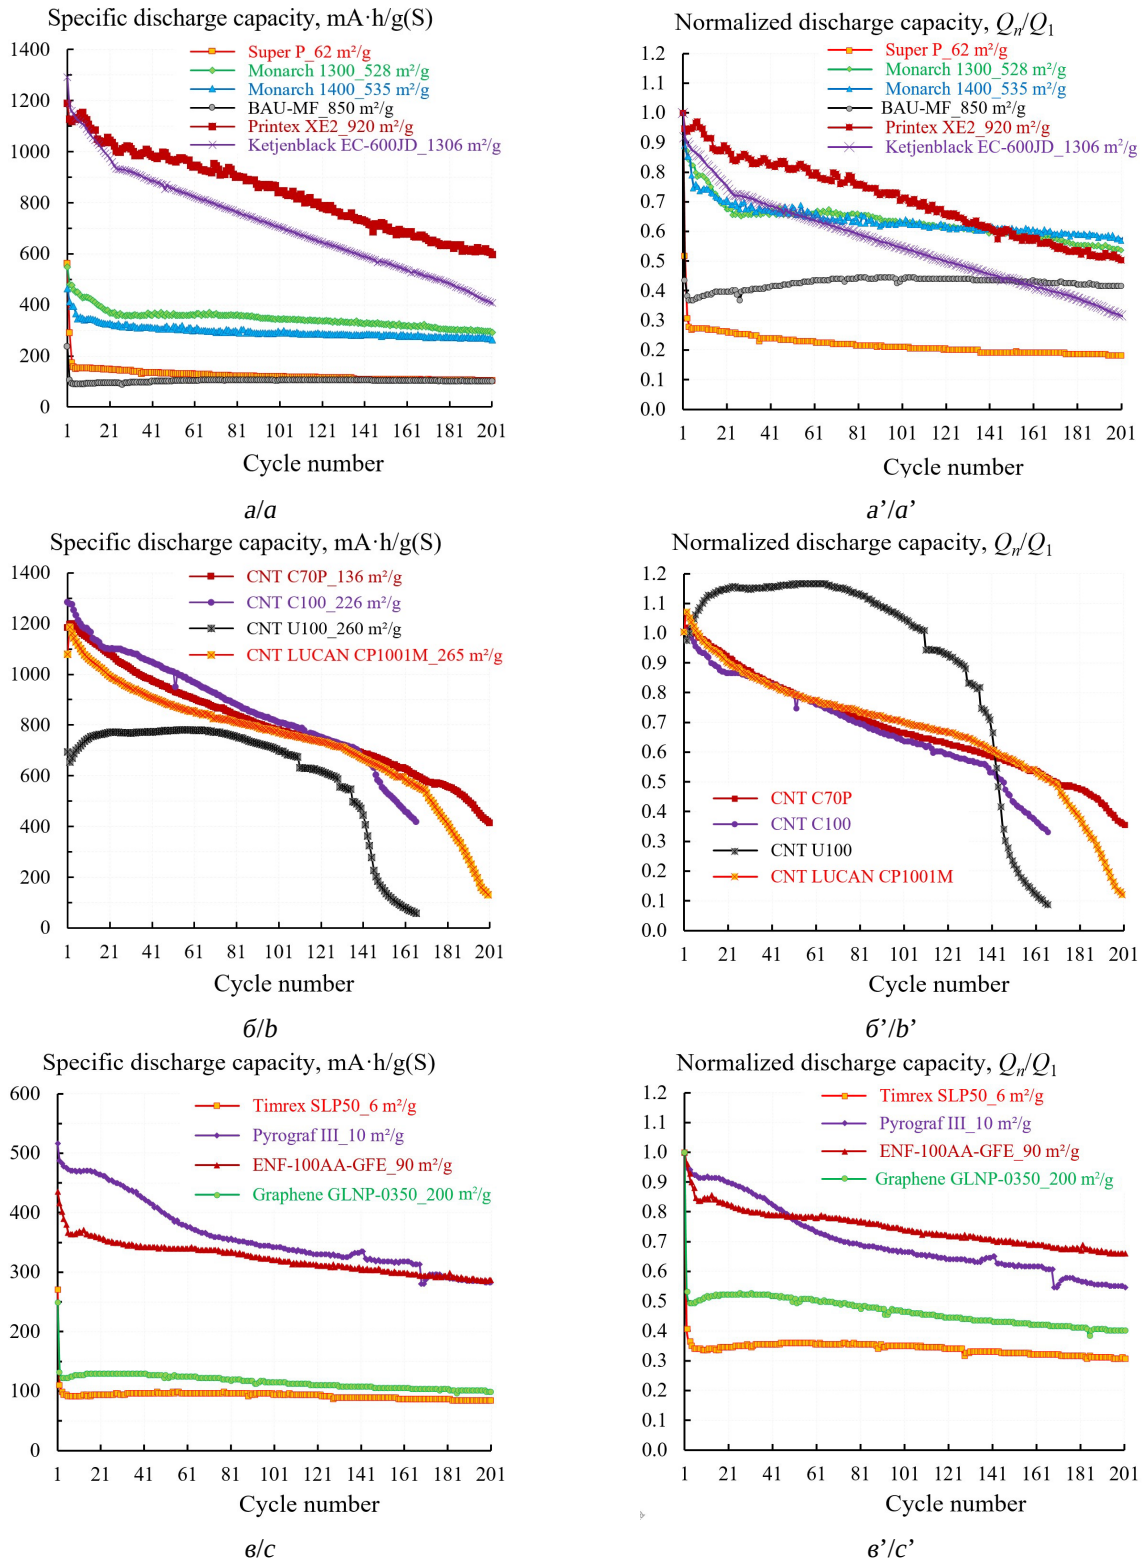 Specific discharge capacity, mA·h/g(S)
1400
1200
1000
800
600
400
200
0
Super P_62 m²/g
Monarch 1300_528 m²/g
Monarch 1400_535 m²/g
BAU-MF_850 m²/g
Printex XE2_920 m²/g
Ketjenblack EC-600JD_1306 m²/g
1 21 41 61 81 101 121 141 161 181 201
Cycle number
а/a
Normalized discharge capacity, Qn/Q1
1.2
1.1
1.0
0.9
0.8
0.7
0.6
0.5
0.4
0.3
0.2
0.1
0.0
Super P_62 m²/g
Monarch 1300_528 m²/g
Monarch 1400_535 m²/g
BAU-MF_850 m²/g
Printex XE2_920 m²/g
Ketjenblack EC-600JD_1306 m²/g
1 21 41 61 81 101 121 141 161 181 201
Cycle number
а’/a’
Specific discharge capacity, mA·h/g(S)
1400
1200
1000
800
600
400
200
0
CNT C70P_136 m²/g
CNT C100_226 m²/g
CNT U100_260 m²/g
CNT LUCAN CP1001M_265 m²/g
1 21 41 61 81 101 121 141 161 181 201
Cycle number
б/b
Normalized discharge capacity, Qn/Q1
1.2
1.1
1.0
0.9
0.8
0.7
0.6
0.5
0.4
0.3
0.2
0.1
0.0
CNT C70P
CNT C100
CNT U100
CNT LUCAN CP1001M
1 21 41 61 81 101 121 141 161 181 201
Cycle number
б’/b’
Specific discharge capacity, mA·h/g(S)
600
500
400
300
200
100
0
Timrex SLP50_6 m²/g
Pyrograf III_10 m²/g
ENF-100AA-GFE_90 m²/g
Graphene GLNP-0350_200 m²/g
1 21 41 61 81 101 121 141 161 181 201
Cycle number
в/c
Normalized discharge capacity, Qn/Q1
1.2
1.1
1.0
0.9
0.8
0.7
0.6
0.5
0.4
0.3
0.2
0.1
0.0
Timrex SLP50_6 m²/g
Pyrograf III_10 m²/g
ENF-100AA-GFE_90 m²/g
Graphene GLNP-0350_200 m²/g
1 21 41 61 81 101 121 141 161 181 201
Cycle number
в’/c’